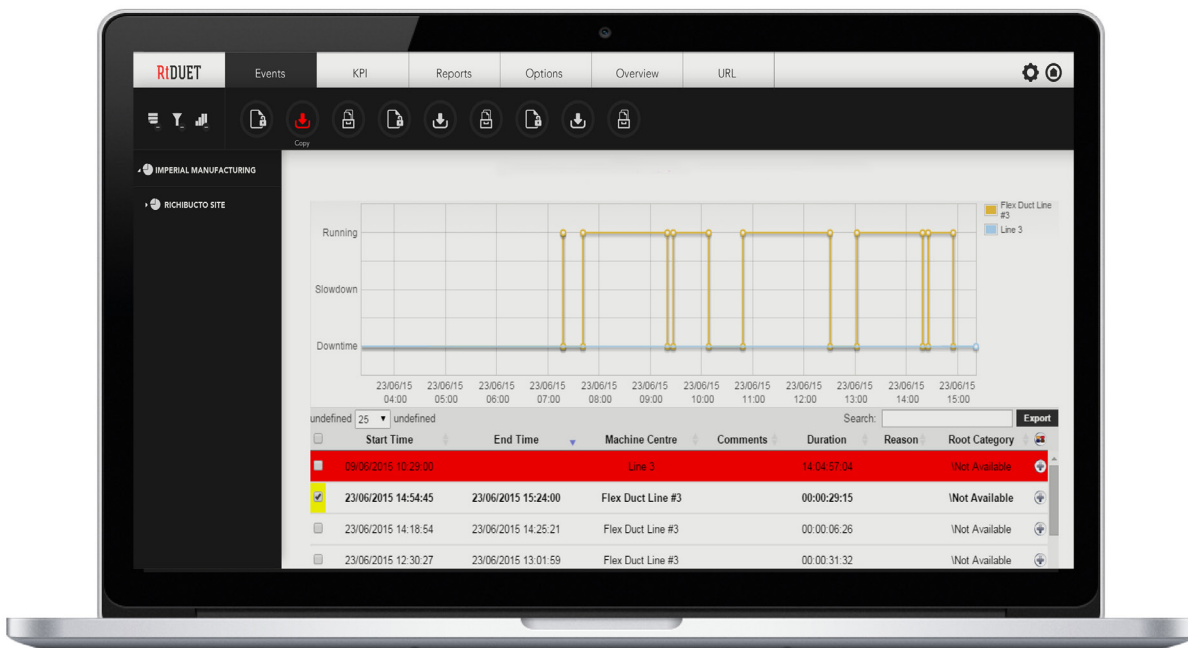 RtDUET Events KPI Reports Options Overview URL
Copy
IMPERIAL MANUFACTURING
RICHIBUCTO SITE
Flex Duct Line
#3
Line 3
Running
Slowdown
Downtime
23/06/15 23/06/15 23/06/15 23/06/15 23/06/15 23/06/15 23/06/15 23/06/15 23/06/15 23/06/15 23/06/15 23/06/15
04:00 05:00 06:00 07:00 08:00 09:00 10:00 11:00 12:00 13:00 14:00 15:00
undefined 25 undefined Search: Export
Start Time End Time Machine Centre Comments Duration Reason Root Category
09/06/2015 10:29:00 Line 3 14:04:57:04 \Not Available
23/06/2015 14:54:45 23/06/2015 15:24:00 Flex Duct Line #3 00:00:29:15 \Not Available
23/06/2015 14:18:54 23/06/2015 14:25:21 Flex Duct Line #3 00:00:06:26 \Not Available
23/06/2015 12:30:27 23/06/2015 13:01:59 Flex Duct Line #3 00:00:31:32 \Not Available